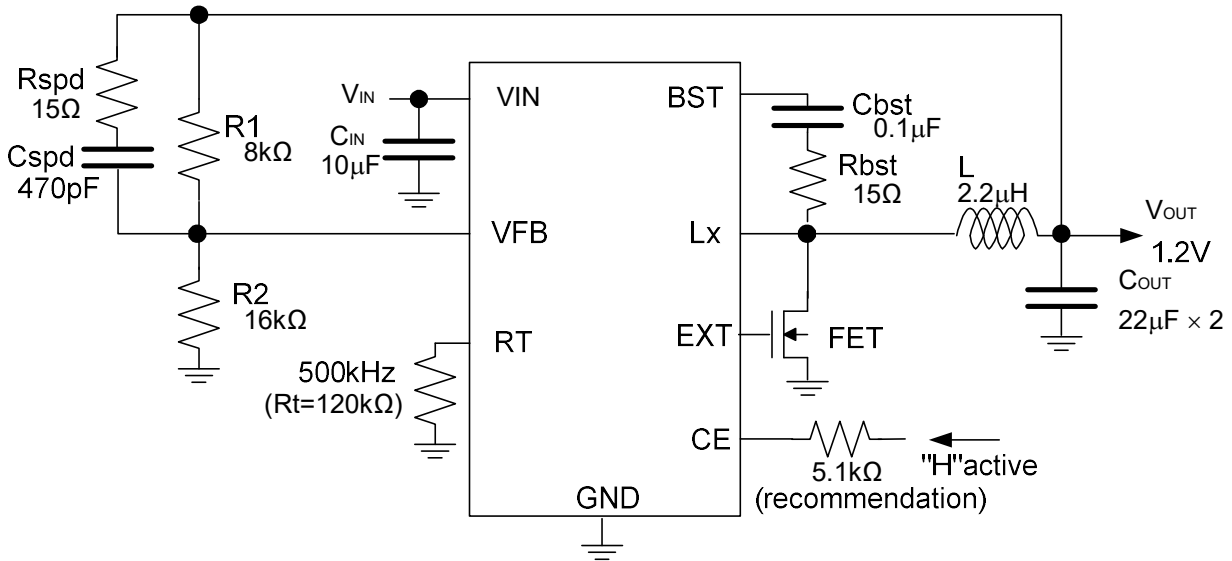 Rspd
15Ω
Cspd
470pF
R1
8kΩ
R2
16kΩ
VIN
CIN
10μF
VIN
VFB
RT
500kHz
(Rt=120kΩ)
GND
BST
Lx
EXT
CE
Cbst
0.1μF
Rbst
15Ω
L
2.2μH
VOUT
1.2V
COUT
22μF × 2
FET
5.1kΩ
(recommendation)
"H"active